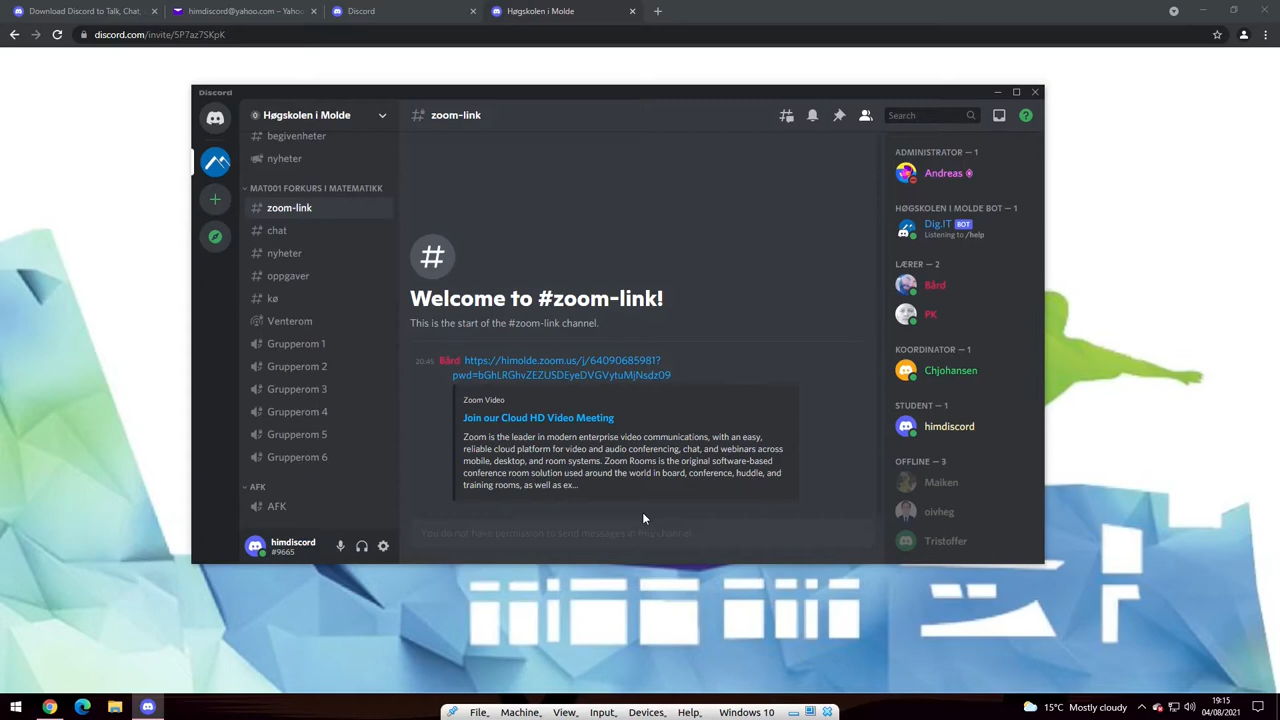 Download Discord to Talk, Chat,
himdiscord@yahoo.com – Yahoo
Discord
Høgskolen i Molde
discord.com/invite/5P7az7SKpK
Discord
Høgskolen i Molde
zoom-link
Search
begivenheter
nyheter
MAT001 FORKURS I MATEMATIKK
zoom-link
chat
nyheter
oppgaver
kø
Venterom
Grupperom 1
Grupperom 2
Grupperom 3
Grupperom 4
Grupperom 5
Grupperom 6
AFK
AFK
himdiscord
#9665
Welcome to #zoom-link!
This is the start of the #zoom-link channel.
20:45 Bård https://himolde.zoom.us/j/64090685981?
pwd=bGhLRGhvZEZUSDEyeDVGVytuMjNsdz09
Zoom Video
Join our Cloud HD Video Meeting
Zoom is the leader in modern enterprise video communications, with an easy,
reliable cloud platform for video and audio conferencing, chat, and webinars across
mobile, desktop, and room systems. Zoom Rooms is the original software-based
conference room solution used around the world in board, conference, huddle, and
training rooms, as well as ex...
You do not have permission to send messages in this channel.
ADMINISTRATOR — 1
Andreas
HØGSKOLEN I MOLDE BOT — 1
Dig.IT BOT
Listening to /help
LÆRER — 2
Bård
PK
KOORDINATOR — 1
Chjohansen
STUDENT — 1
himdiscord
OFFLINE — 3
Maiken
oivheg
Tristoffer
15°C Mostly cloudy
19:15
04/08/2021
File
Machine
View
Input
Devices
Help
Windows 10